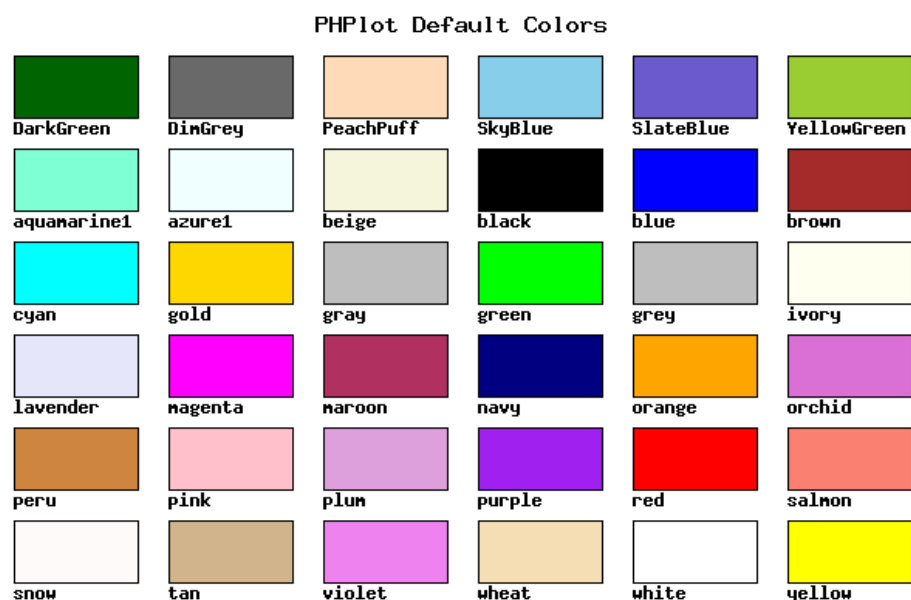 PHPlot Default Colors
DarkGreen DimGrey PeachPuff SkyBlue SlateBlue YellowGreen
aquamarine1 azure1 beige black blue brown
cyan gold gray green grey ivory
lavender magenta maroon navy orange orchid
peru pink plum purple red salmon
snow tan violet wheat white yellow